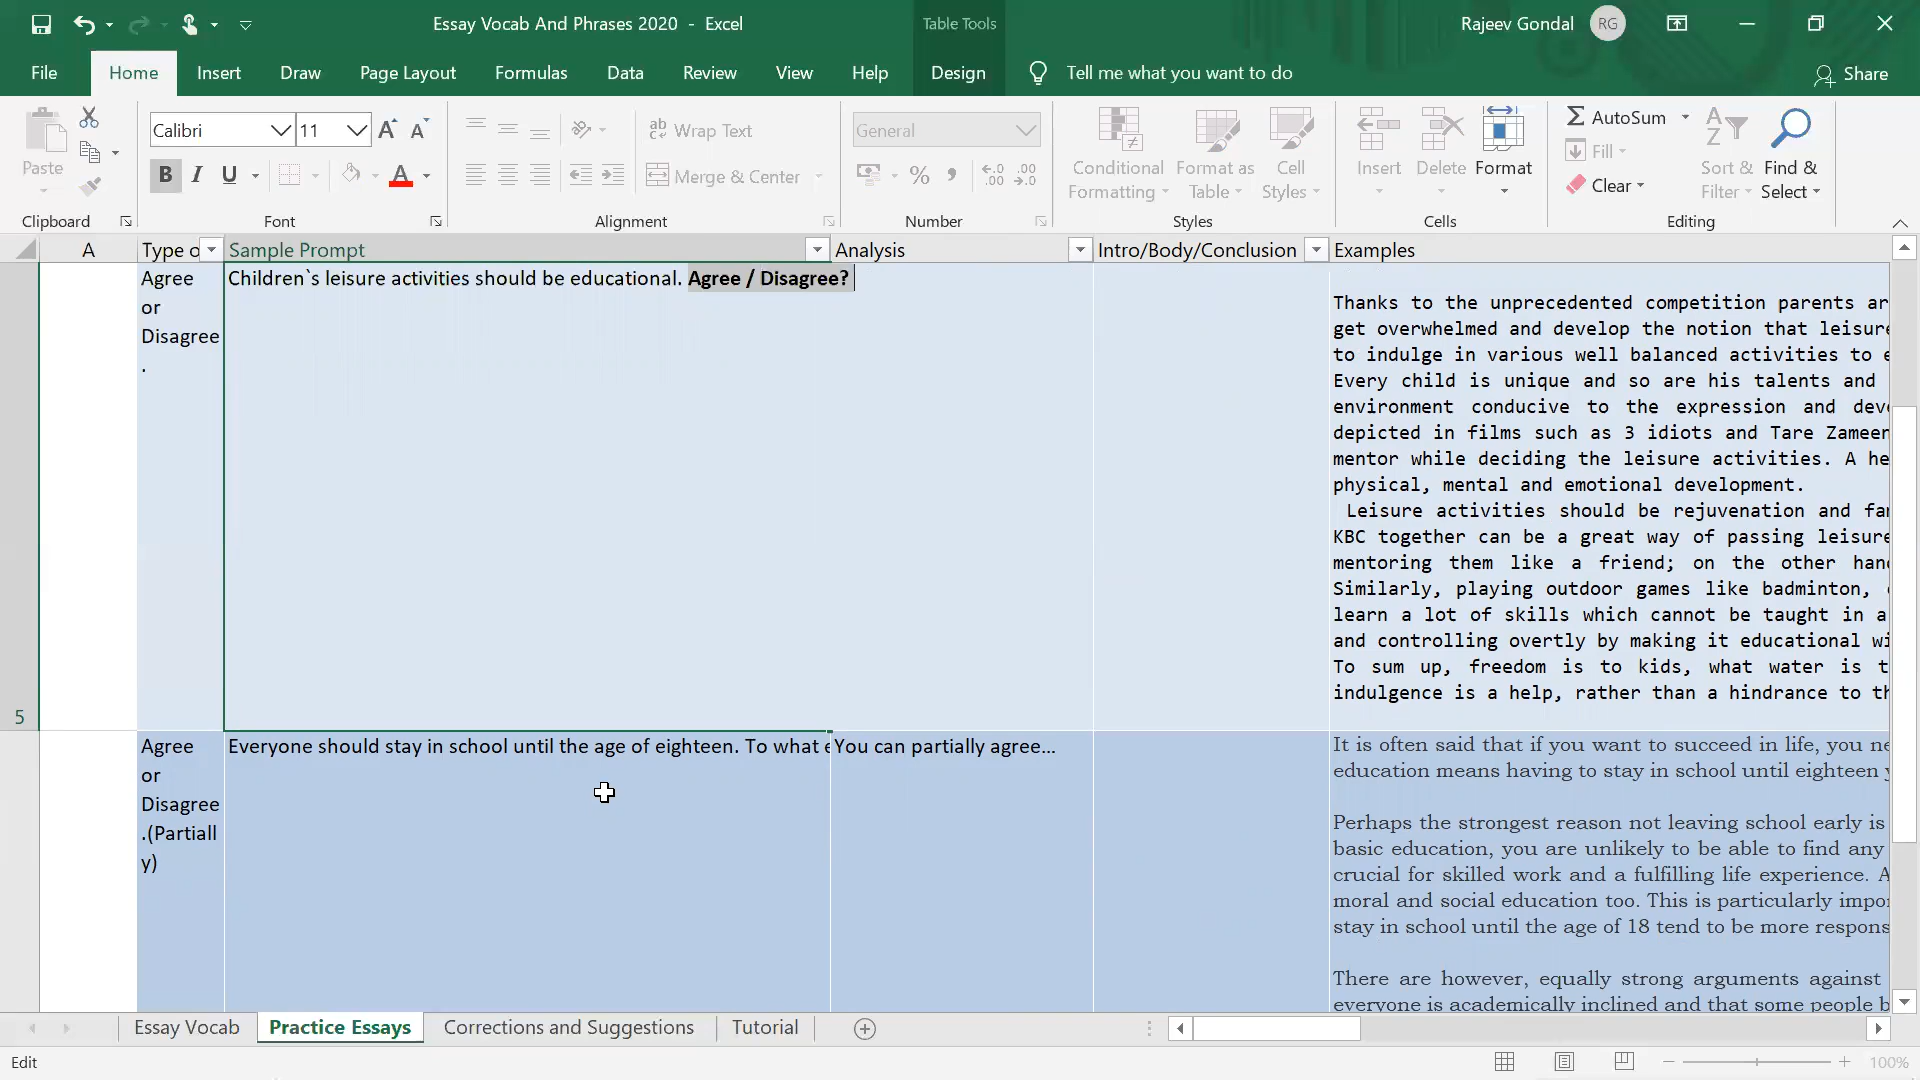 Essay Vocab And Phrases 2020 - Excel
Table Tools
Rajeev Gondal
RG
File
Home
Insert
Draw
Page Layout
Formulas
Data
Review
View
Help
Design
Tell me what you want to do
Share
Paste
Clipboard
Calibri
11
B I U
Font
ab Wrap Text
Merge & Center
Alignment
General
Number
Conditional Formatting
Format as Table
Cell Styles
Styles
Insert
Delete
Format
Cells
AutoSum
Fill
Clear
Sort & Filter
Find & Select
Editing
A
Type o
Sample Prompt
Analysis
Intro/Body/Conclusion
Examples
5
Agree
or
Disagree
.
Children`s leisure activities should be educational. Agree / Disagree?
Thanks to the unprecedented competition parents ar
get overwhelmed and develop the notion that leisure
to indulge in various well balanced activities to e
Every child is unique and so are his talents and
environment conducive to the expression and deve
depicted in films such as 3 idiots and Tare Zameen
mentor while deciding the leisure activities. A he
physical, mental and emotional development.
Leisure activities should be rejuvenation and fan
KBC together can be a great way of passing leisure
mentoring them like a friend; on the other hand
Similarly, playing outdoor games like badminton,
learn a lot of skills which cannot be taught in a
and controlling overtly by making it educational wi
To sum up, freedom is to kids, what water is t
indulgence is a help, rather than a hindrance to th
Agree
or
Disagree
.(Partiall
y)
Everyone should stay in school until the age of eighteen. To what e
You can partially agree...
It is often said that if you want to succeed in life, you ne
education means having to stay in school until eighteen y
Perhaps the strongest reason not leaving school early is
basic education, you are unlikely to be able to find any
crucial for skilled work and a fulfilling life experience. A
moral and social education too. This is particularly impo
stay in school until the age of 18 tend to be more respons
There are however, equally strong arguments against
everyone is academically inclined and that some people b
Essay Vocab
Practice Essays
Corrections and Suggestions
Tutorial
Edit
100%